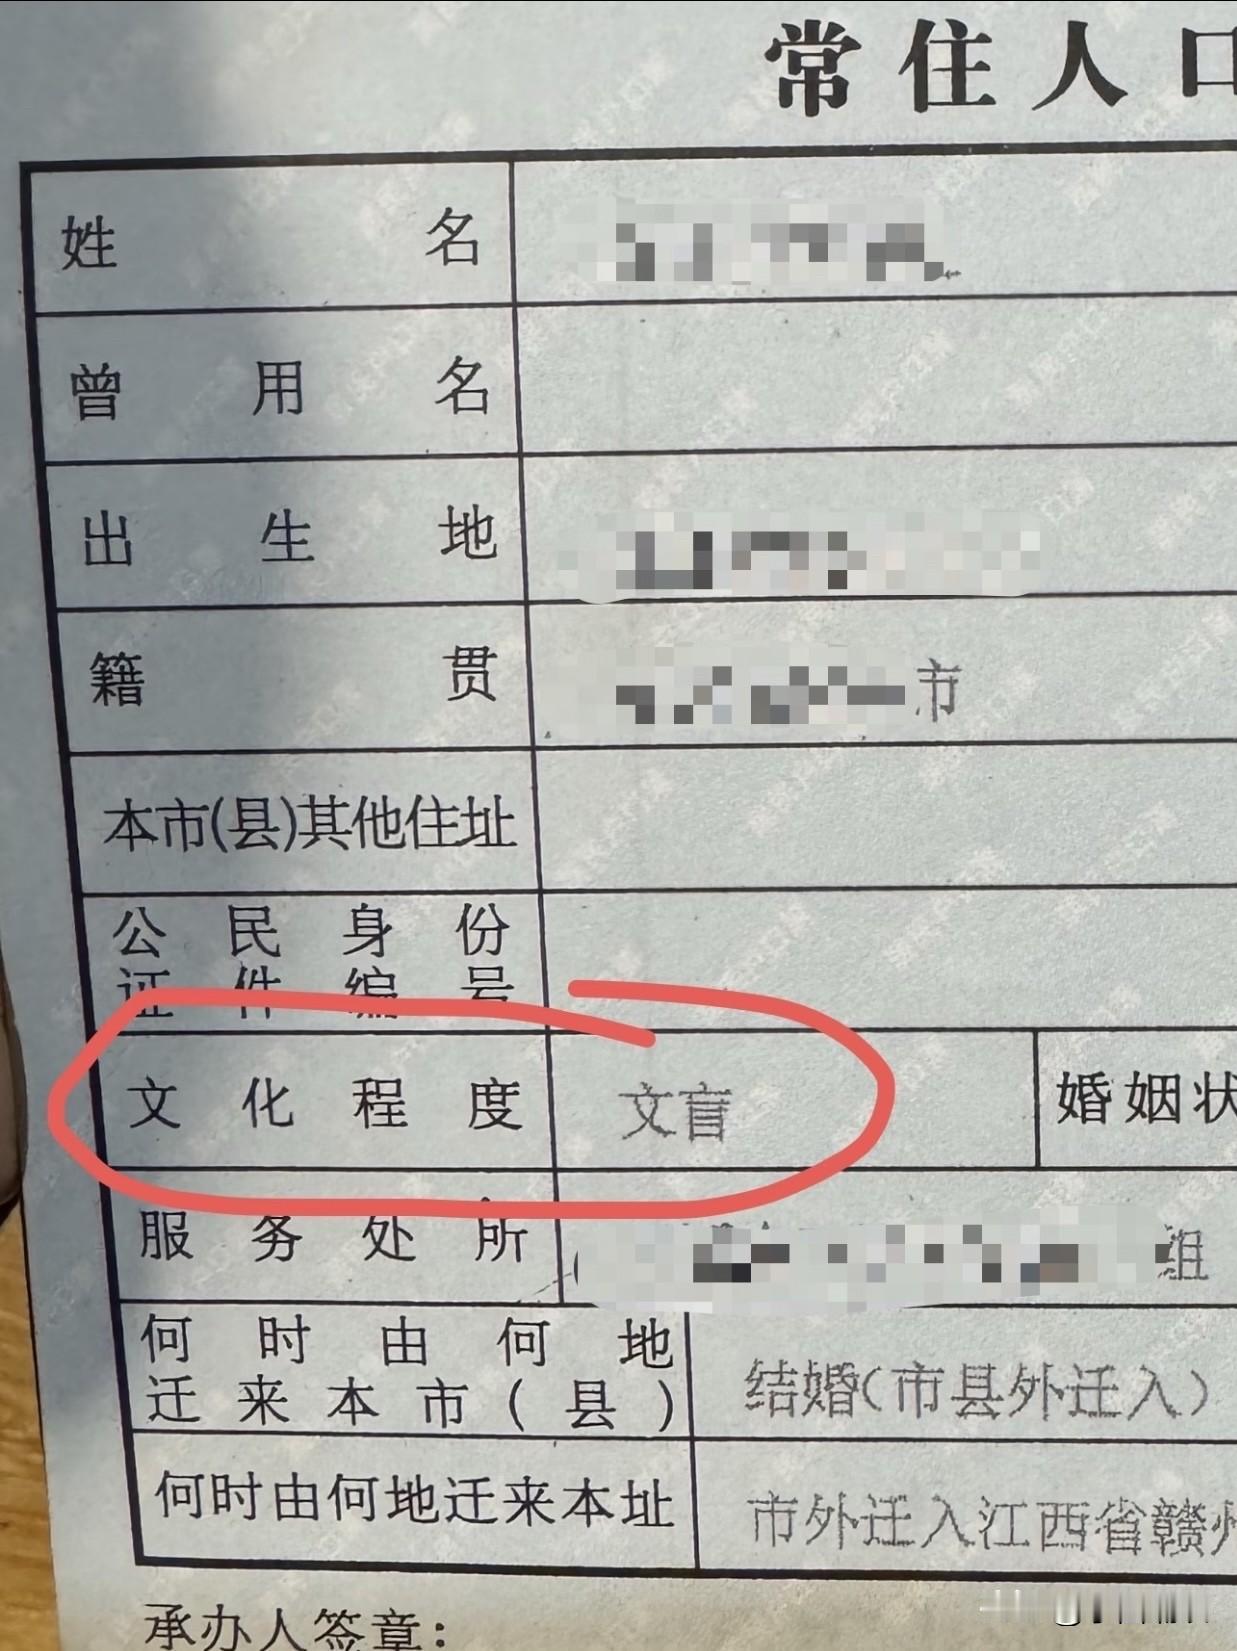 常住人口
姓名
曾用名
出生地
籍贯 市
本市(县)其他住址
公民身份
证件编号
文化程度 文盲 婚姻状
服务处所 组
何时由何地
迁来本市(县) 结婚(市县外迁入)
何时由何地迁来本址 市外迁入江西省赣州
承办人签章：